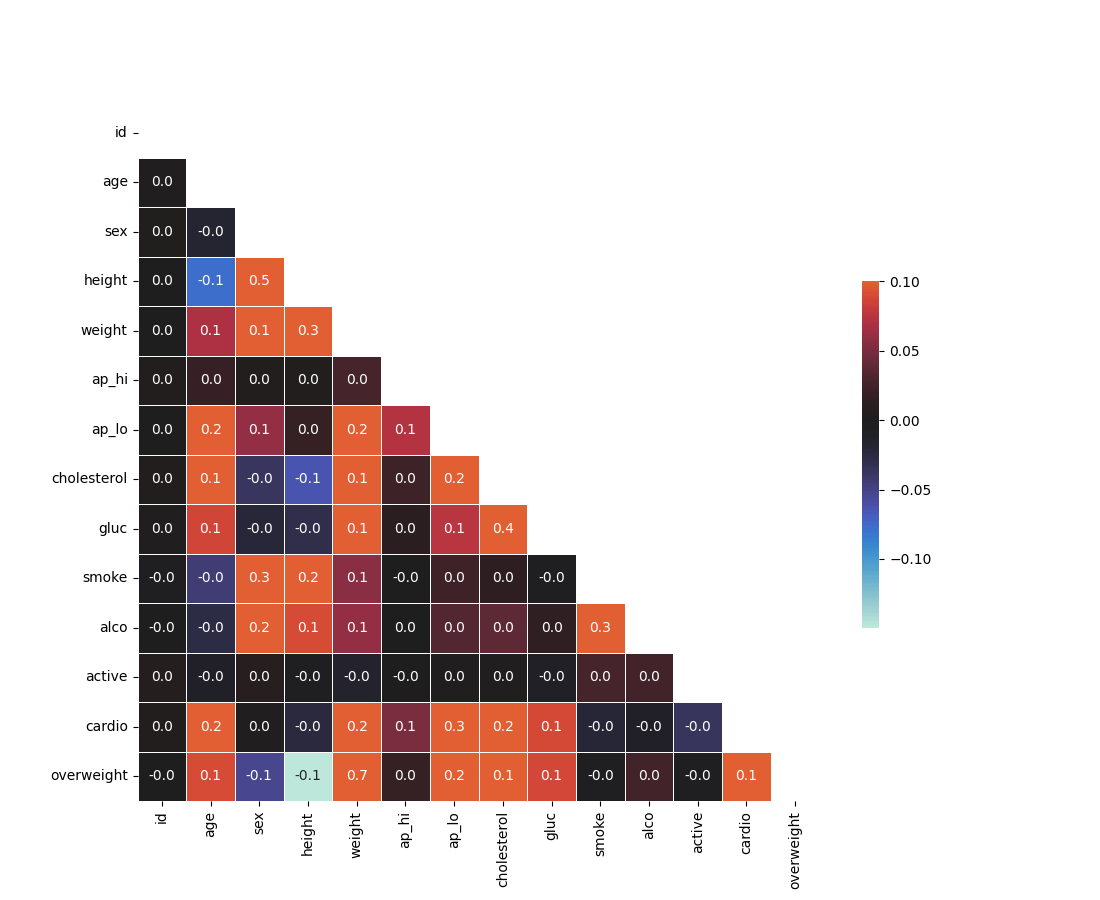 id
age 0.0
sex 0.0 -0.0
height 0.0 -0.1 0.5
weight 0.0 0.1 0.1 0.3
ap_hi 0.0 0.0 0.0 0.0 0.0
ap_lo 0.0 0.2 0.1 0.0 0.2 0.1
cholesterol 0.0 0.1 -0.0 -0.1 0.1 0.0 0.2
gluc 0.0 0.1 -0.0 -0.0 0.1 0.0 0.1 0.4
smoke -0.0 -0.0 0.3 0.2 0.1 -0.0 0.0 0.0 -0.0
alco -0.0 -0.0 0.2 0.1 0.1 0.0 0.0 0.0 0.0 0.3
active 0.0 -0.0 0.0 -0.0 -0.0 -0.0 0.0 0.0 -0.0 0.0 0.0
cardio 0.0 0.2 0.0 -0.0 0.2 0.1 0.3 0.2 0.1 -0.0 -0.0 -0.0
overweight -0.0 0.1 -0.1 -0.1 0.7 0.0 0.2 0.1 0.1 -0.0 0.0 -0.0 0.1
id age sex height weight ap_hi ap_lo cholesterol gluc smoke alco active cardio overweight
0.10
0.05
0.00
−0.05
−0.10